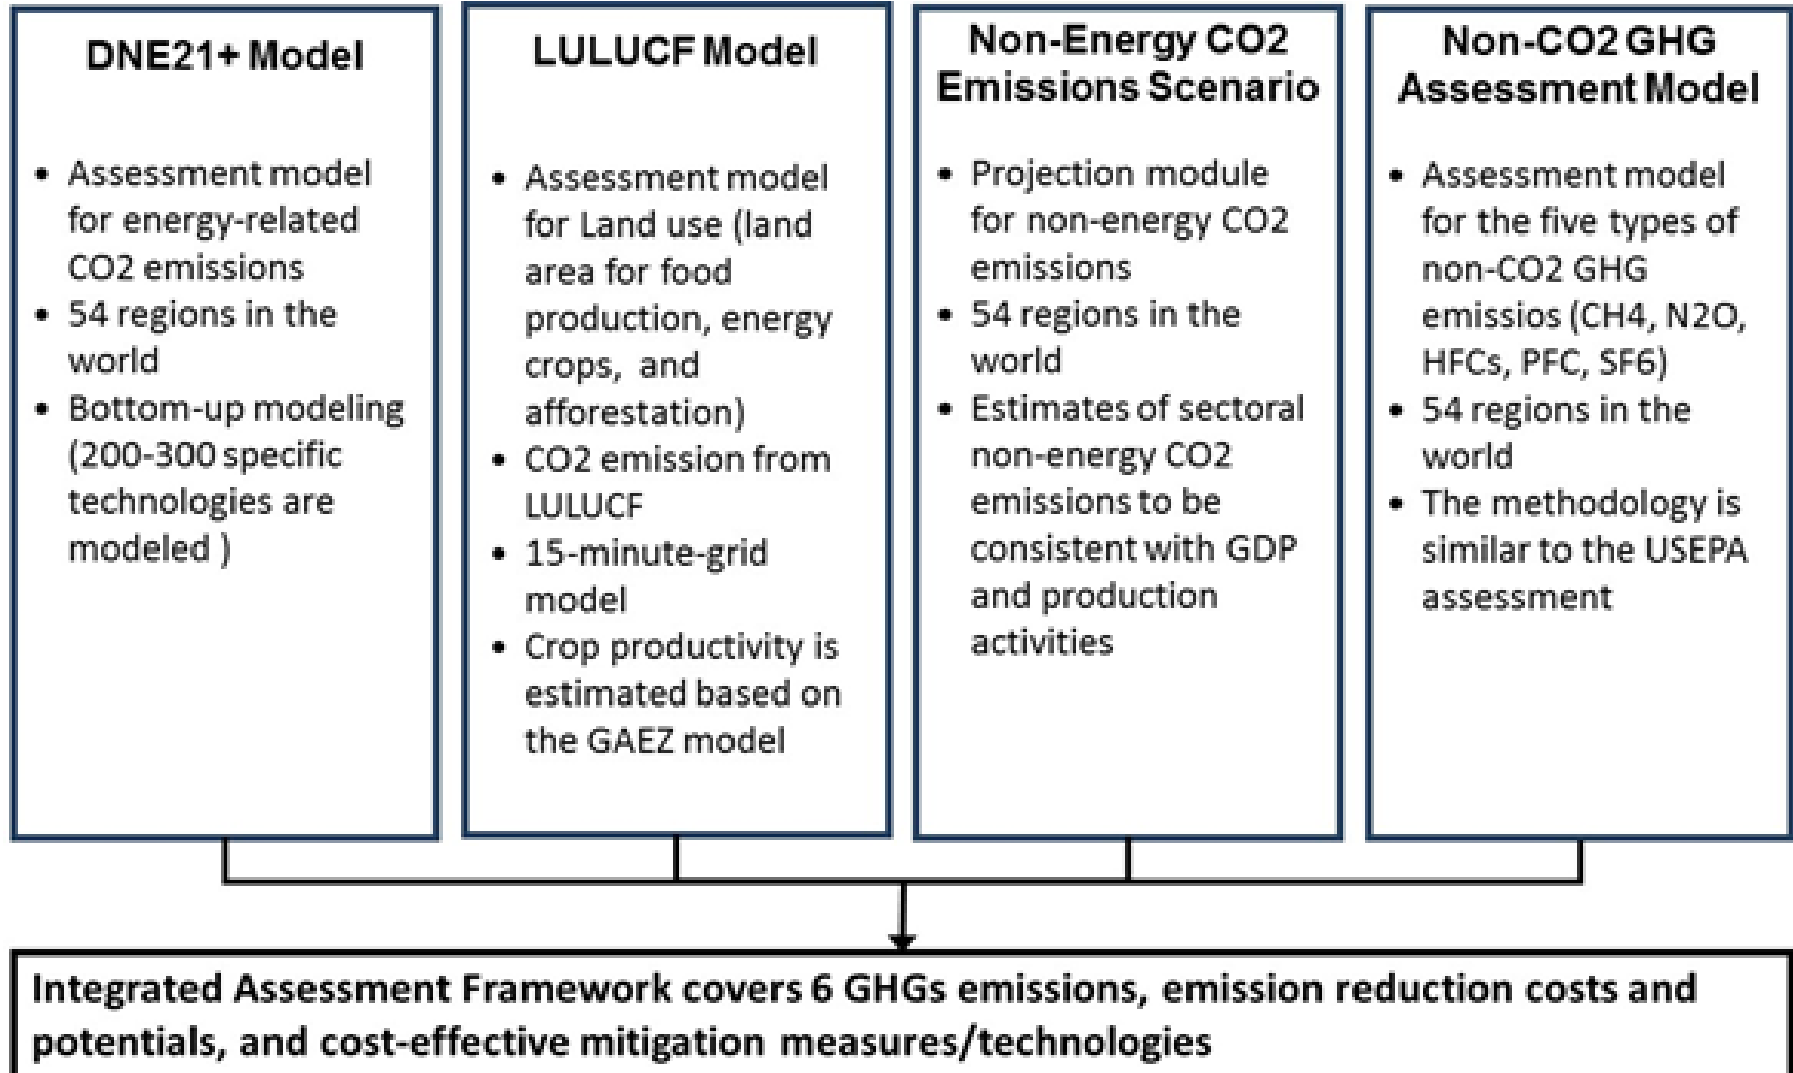 DNE21+ Model
• Assessment model
for energy-related
CO2 emissions
• 54 regions in the
world
• Bottom-up modeling
(200-300 specific
technologies are
modeled )
LULUCF Model
• Assessment model
for Land use (land
area for food
production, energy
crops, and
afforestation)
• CO2 emission from
LULUCF
• 15-minute-grid
model
• Crop productivity is
estimated based on
the GAEZ model
Non-Energy CO2
Emissions Scenario
• Projection module
for non-energy CO2
emissions
• 54 regions in the
world
• Estimates of sectoral
non-energy CO2
emissions to be
consistent with GDP
and production
activities
Non-CO2 GHG
Assessment Model
• Assessment model
for the five types of
non-CO2 GHG
emissios (CH4, N2O,
HFCs, PFC, SF6)
• 54 regions in the
world
• The methodology is
similar to the USEPA
assessment
Integrated Assessment Framework covers 6 GHGs emissions, emission reduction costs and
potentials, and cost-effective mitigation measures/technologies